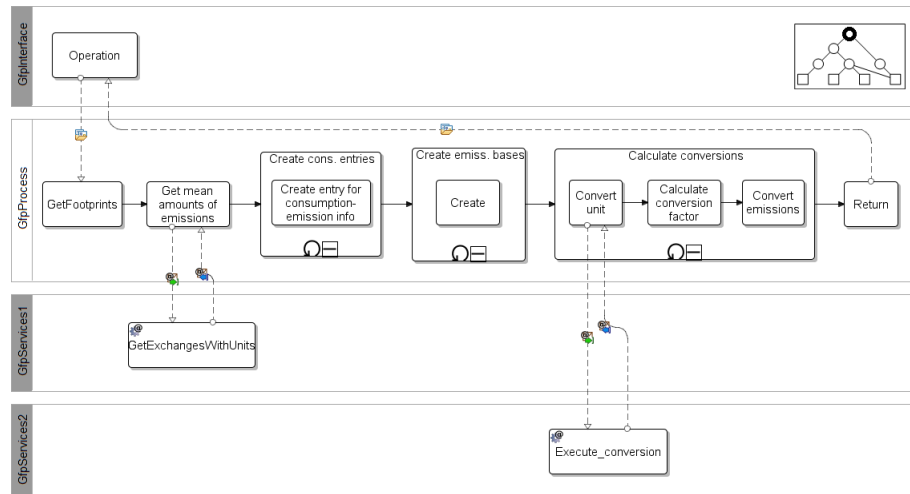 GfpInterface
Operation
GfpProcess
GetFootprints
Get mean
amounts of
emissions
Create cons. entries
Create entry for
consumption-
emission info
Create emiss. bases
Create
Calculate conversions
Convert
unit
Calculate
conversion
factor
Convert
emissions
Return
GfpServices1
GetExchangesWithUnits
GfpServices2
Execute_conversion